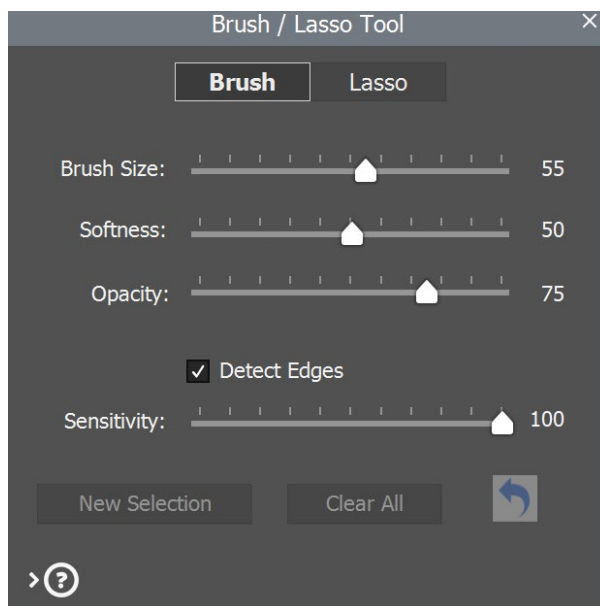 Brush / Lasso Tool ×
Brush Lasso
Brush Size: 55
Softness: 50
Opacity: 75
✓ Detect Edges
Sensitivity: 100
New Selection Clear All
> ?